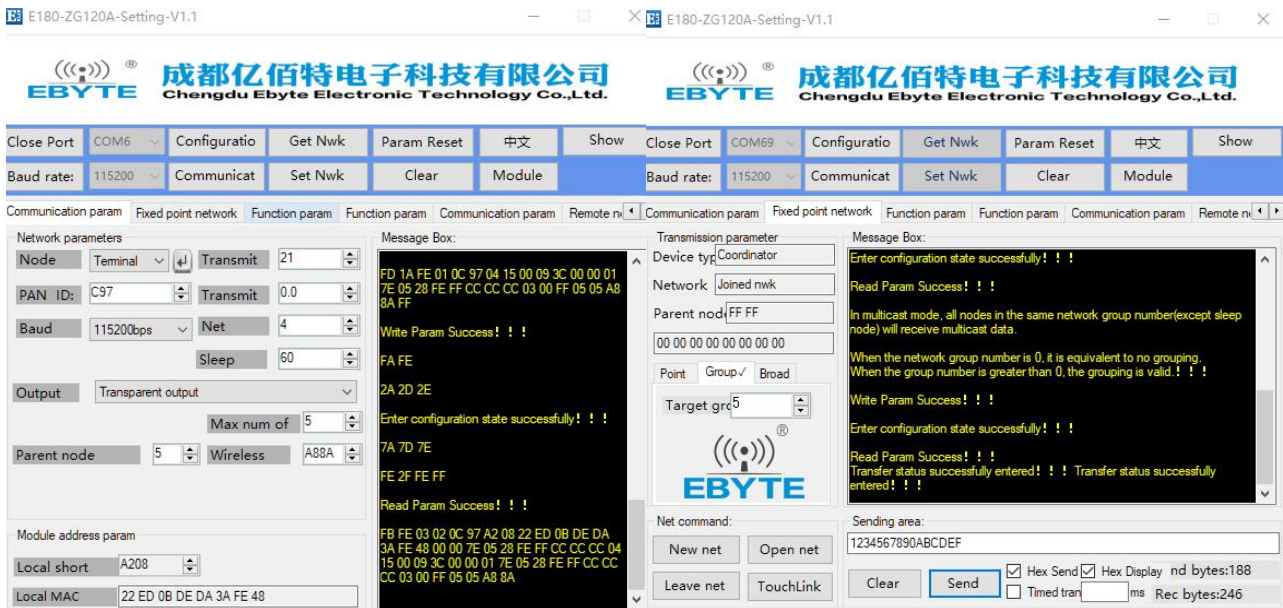 E180-ZG120A-Setting-V1.1
EBYTE
®
成都亿佰特电子科技有限公司
Chengdu Ebyte Electronic Technology Co.,Ltd.
Close Port COM6 Configuratio Get Nwk Param Reset 中文 Show
Baud rate: 115200 Communicat Set Nwk Clear Module
Communication param Fixed point network Function param Function param Communication param Remote n
Network parameters
Node Teminal Transmit 21
PAN ID: C97 Transmit 0.0
Baud 115200bps Net 4
Sleep 60
Output Transparent output
Max num of 5
Parent node 5 Wireless A88A
Module address param
Local short A208
Local MAC 22 ED 0B DE DA 3A FE 48
Message Box:
FD 1A FE 01 0C 97 04 15 00 09 3C 00 00 01
7E 05 28 FE FF CC CC CC 03 00 FF 05 05 A8
8A FF
Write Param Success！！！
FA FE
2A 2D 2E
Enter configuration state successfully！！！
7A 7D 7E
FE 2F FE FF
Read Param Success！！！
FB FE 03 02 0C 97 A2 08 22 ED 0B DE DA
3A FE 48 00 00 7E 05 28 FE FF CC CC CC 04
15 00 09 3C 00 00 01 7E 05 28 FE FF CC CC
CC 03 00 FF 05 05 A8 8A
E180-ZG120A-Setting-V1.1
EBYTE
®
成都亿佰特电子科技有限公司
Chengdu Ebyte Electronic Technology Co.,Ltd.
Close Port COM69 Configuratio Get Nwk Param Reset 中文 Show
Baud rate: 115200 Communicat Set Nwk Clear Module
Communication param Fixed point network Function param Function param Communication param Remote n
Transmission parameter
Device typ Coordinator
Network Joined nwk
Parent nod FF FF
00 00 00 00 00 00 00 00
Point Group✓ Broad
Target grc 5
®
EBYTE
Net command:
New net Open net
Leave net TouchLink
Message Box:
Enter configuration state successfully！！！
Read Param Success！！！
In multicast mode, all nodes in the same network group number(except sleep
node) will receive multicast data.
When the network group number is 0, it is equivalent to no grouping.
When the group number is greater than 0, the grouping is valid.！！！
Write Param Success！！！
Enter configuration state successfully！！！
Read Param Success！！！
Transfer status successfully entered！！！ Transfer status successfully
entered！！！
Sending area:
1234567890ABCDEF
Clear Send Hex Send Hex Display nd bytes:188
Timed tran ms Rec bytes:246